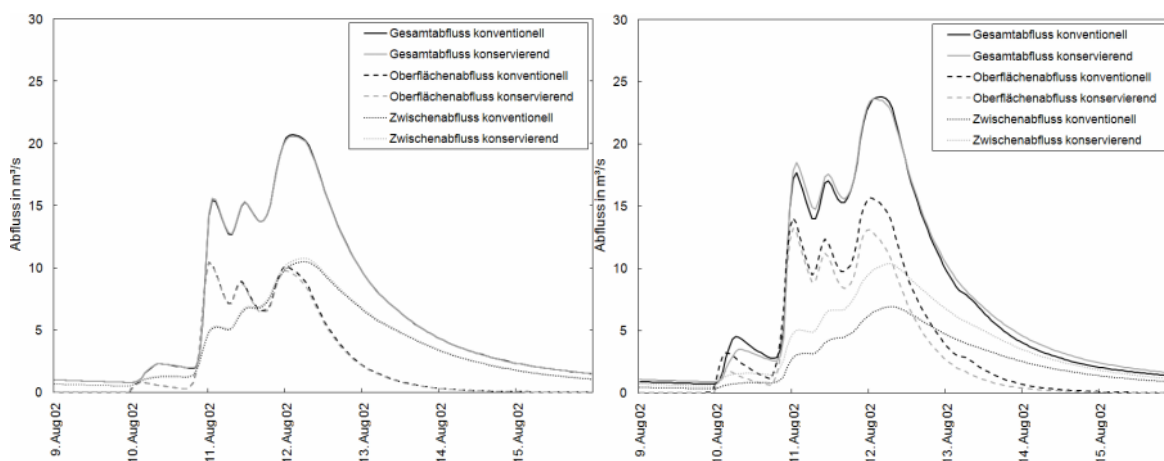 30
25
20
15
10
5
0
Abfluss in m³/s
Gesamtabfluss konventionell
Gesamtabfluss konservierend
Oberflächenabfluss konventionell
Oberflächenabfluss konservierend
Zwischenabfluss konventionell
Zwischenabfluss konservierend
9. Aug 02
10. Aug 02
11. Aug 02
12. Aug 02
13. Aug 02
14. Aug 02
15. Aug 02
30
25
20
15
10
5
0
Abfluss in m³/s
Gesamtabfluss konventionell
Gesamtabfluss konservierend
Oberflächenabfluss konventionell
Oberflächenabfluss konservierend
Zwischenabfluss konventionell
Zwischenabfluss konservierend
9. Aug 02
10. Aug 02
11. Aug 02
12. Aug 02
13. Aug 02
14. Aug 02
15. Aug 02